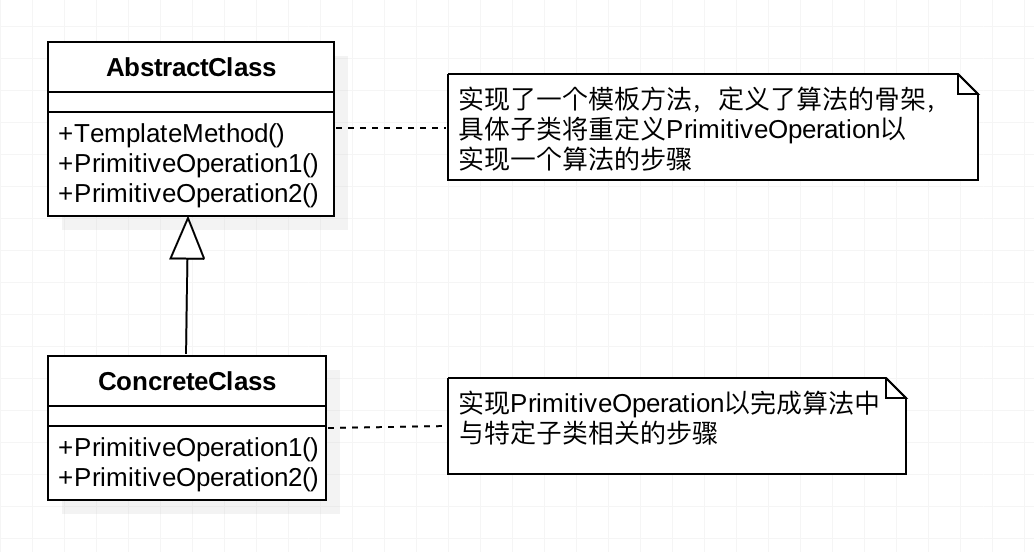 AbstractClass
+TemplateMethod()
+PrimitiveOperation1()
+PrimitiveOperation2()
实现了一个模板方法，定义了算法的骨架，
具体子类将重定义PrimitiveOperation以
实现一个算法的步骤
ConcreteClass
+PrimitiveOperation1()
+PrimitiveOperation2()
实现PrimitiveOperation以完成算法中
与特定子类相关的步骤